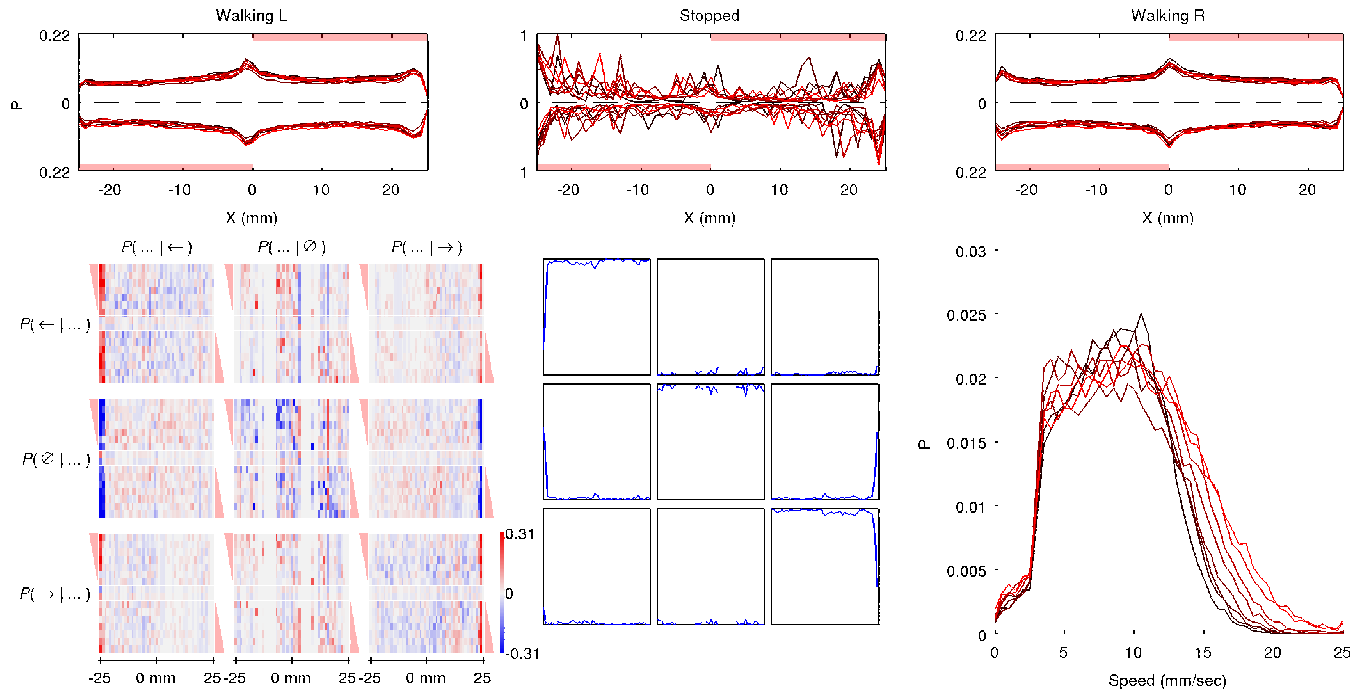 Walking L Stopped Walking R
0.22 1 0.22
P 0 0 0
0.22 1 0.22
-20 -10 0 10 20 -20 -10 0 10 20 -20 -10 0 10 20
X (mm) X (mm) X (mm)
P( ... | ← ) P( ... | ∅ ) P( ... | → )
0.03
0.025
P( ← | ... )
0.02
P( ∅ | ... ) P
0.015
0.01
0.31
0.005
P( → | ... ) 0
-0.31 0
0 5 10 15 20 25
-25 0 mm 25 -25 0 mm 25 -25 0 mm 25
Speed (mm/sec)